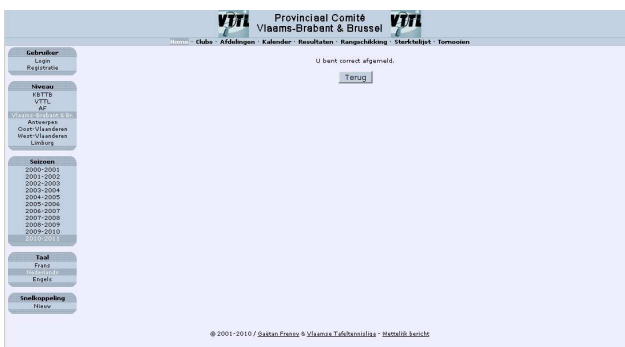 VTTL
Provinciaal Comité
Vlaams-Brabant & Brussel
VTTL
Home · Clubs · Afdelingen · Kalender · Resultaten · Rangschikking · Sterktelijst · Tornooien
Gebruiker
Login
Registratie
Niveau
KBTTB
VTTL
AF
Vlaams-Brabant & Br.
Antwerpen
Oost-Vlaanderen
West-Vlaanderen
Limburg
Seizoen
2000-2001
2001-2002
2002-2003
2003-2004
2004-2005
2005-2006
2006-2007
2007-2008
2008-2009
2009-2010
2010-2011
Taal
Frans
Nederlands
Engels
Snelkoppeling
Nieuw
U bent correct afgemeld.
Terug
© 2001-2010 / Gaëtan Frenoy & Vlaamse Tafeltennisliga - Wettelijk bericht